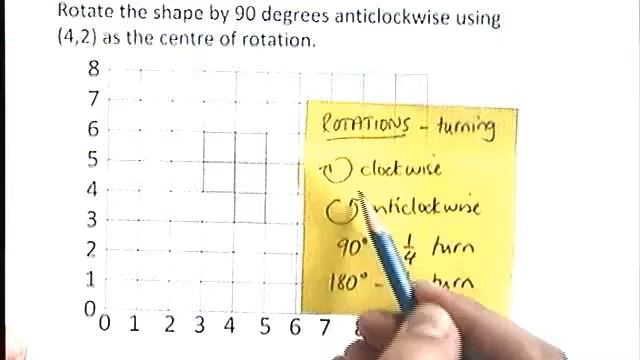 Rotate the shape by 90 degrees anticlockwise using
(4,2) as the centre of rotation.
8
7
6
5
4
3
2
1
0
0 1 2 3 4 5 6 7
ROTATIONS - turning
clockwise
anticlockwise
90° 1/4 turn
180° - turn